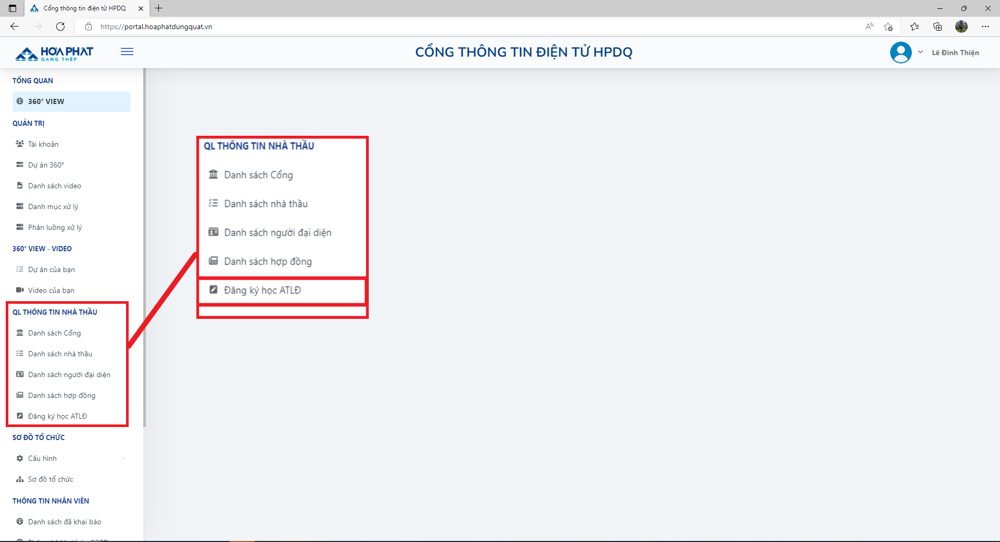 Cổng thông tin điện tử HPDQ
https://portal.hoaphatdungquat.vn
HOA PHAT
GANG THÉP
CỔNG THÔNG TIN ĐIỆN TỬ HPDQ
Lê Đình Thiện
TỔNG QUAN
360° VIEW
QUẢN TRỊ
Tài khoản
Dự án 360°
Danh sách video
Danh mục xử lý
Phân luồng xử lý
360° VIEW - VIDEO
Dự án của bạn
Video của bạn
QL THÔNG TIN NHÀ THẦU
Danh sách Cổng
Danh sách nhà thầu
Danh sách người đại diện
Danh sách hợp đồng
Đăng ký học ATLĐ
SƠ ĐỒ TỔ CHỨC
Cấu hình
Sơ đồ tổ chức
THÔNG TIN NHÂN VIÊN
Danh sách đã khai báo
QL THÔNG TIN NHÀ THẦU
Danh sách Cổng
Danh sách nhà thầu
Danh sách người đại diện
Danh sách hợp đồng
Đăng ký học ATLĐ